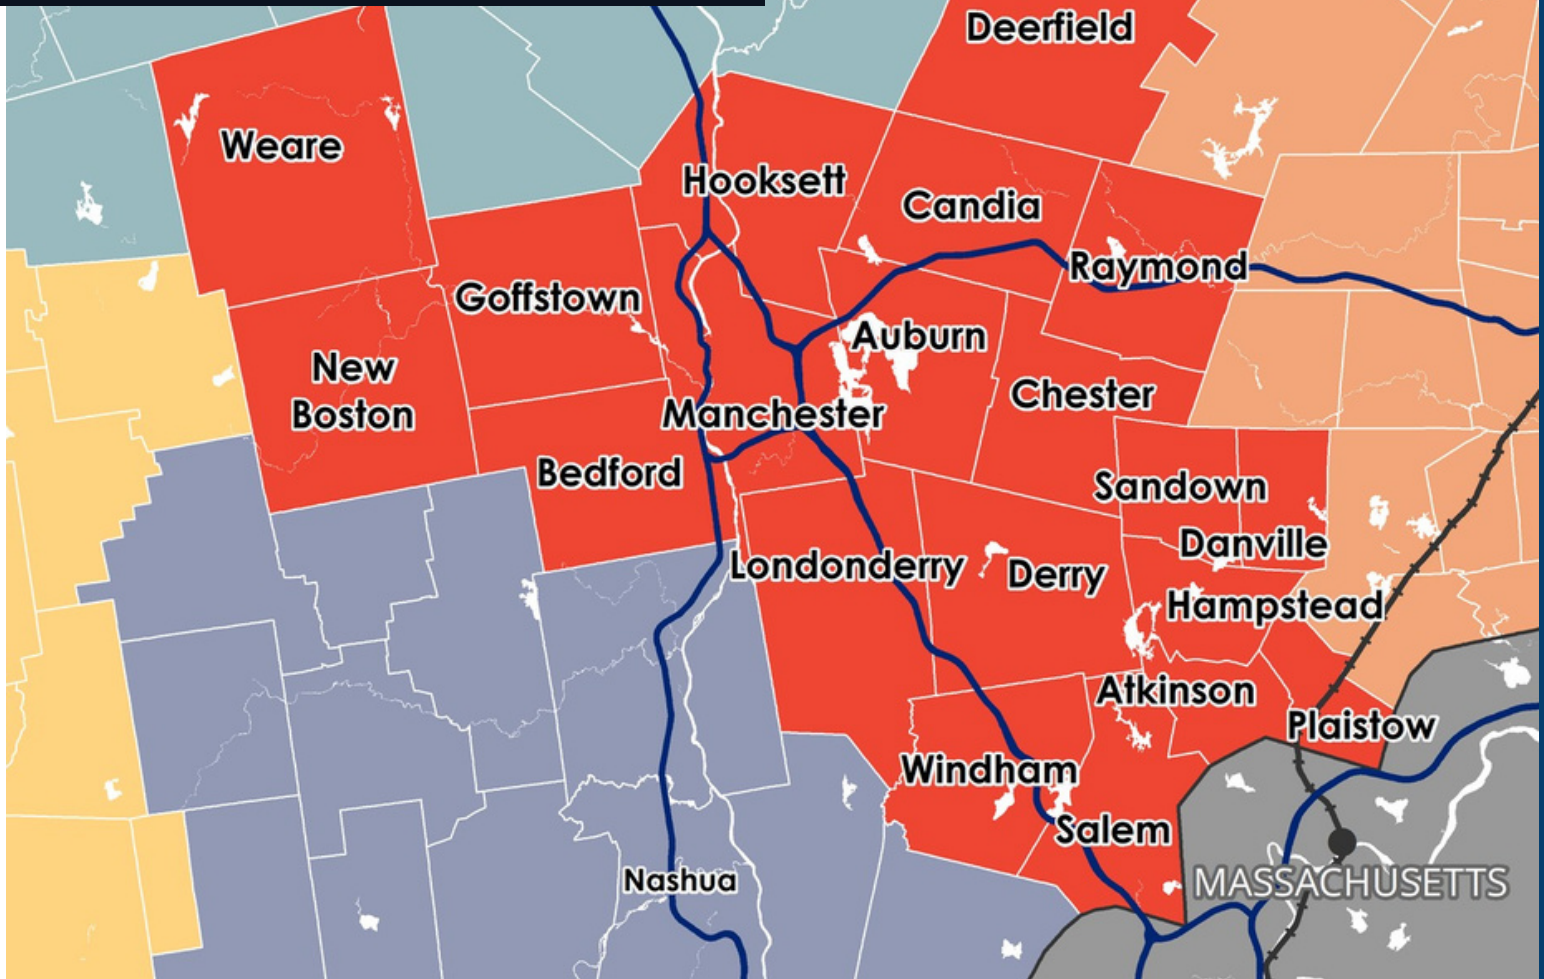 Deerfield
Weare
Hooksett
Candia
Raymond
Goffstown
Auburn
New
Boston
Chester
Manchester
Bedford
Sandown
Danville
Londonderry
Derry
Hampstead
Atkinson
Plaistow
Windham
Salem
Nashua
MASSACHUSETTS